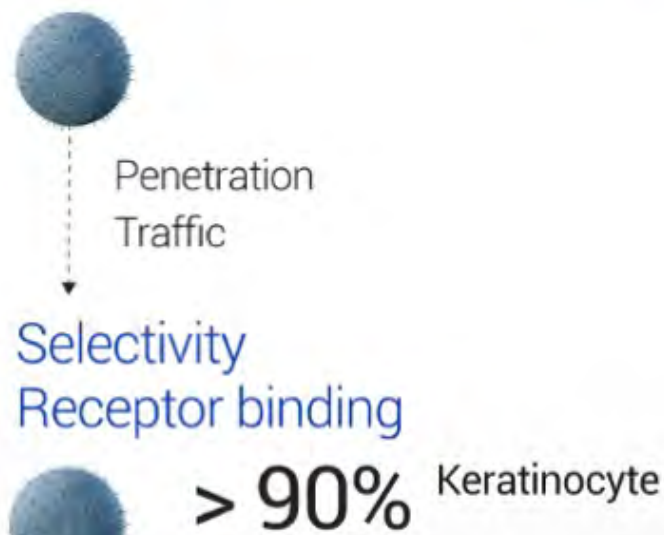 Penetration
Traffic
Selectivity
Receptor binding
> 90% Keratinocyte